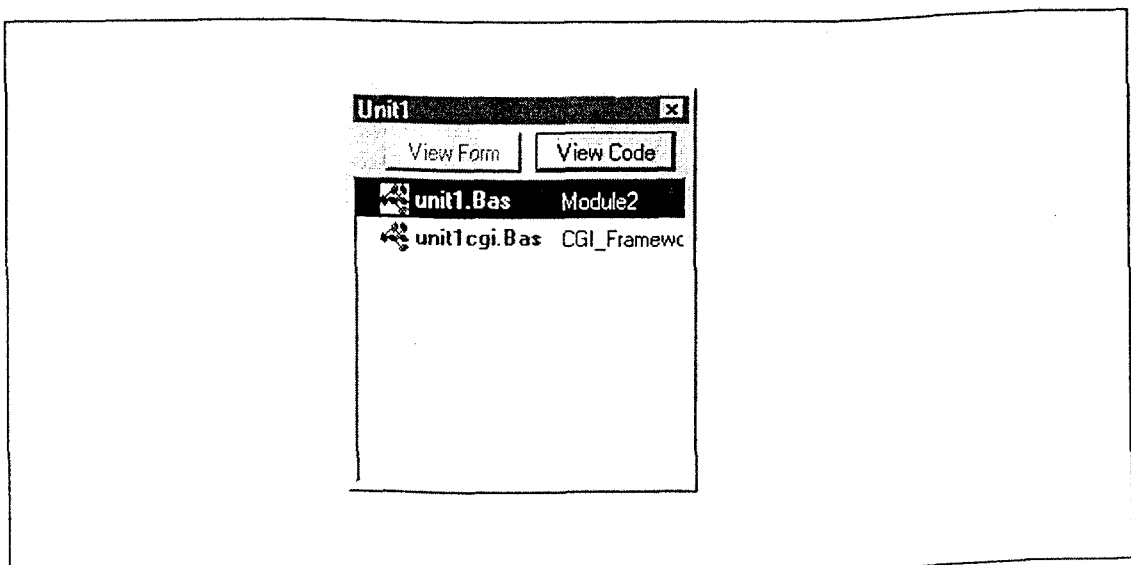 Unit1
View Form View Code
unit1.Bas Module2
unit1cgi.Bas CGI_Framewc